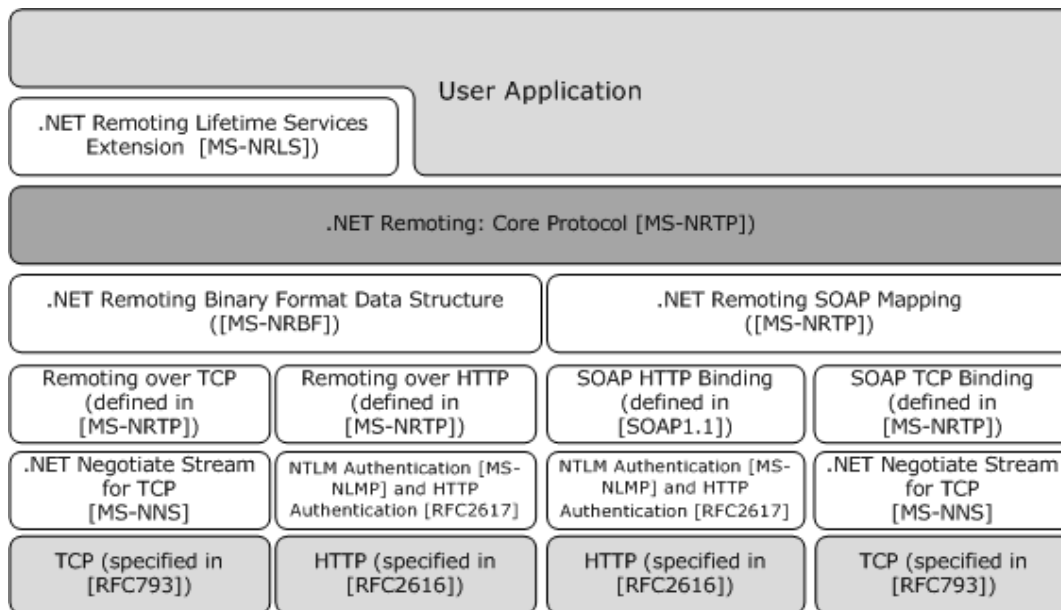 User Application
.NET Remoting Lifetime Services
Extension  [MS-NRLS])
.NET Remoting: Core Protocol [MS-NRTP])
.NET Remoting Binary Format Data Structure
([MS-NRBF])
.NET Remoting SOAP Mapping
([MS-NRTP])
Remoting over TCP
(defined in
[MS-NRTP])
Remoting over HTTP
(defined in
[MS-NRTP])
SOAP HTTP Binding
(defined in
[SOAP1.1])
SOAP TCP Binding
(defined in
[MS-NRTP])
.NET Negotiate Stream
for TCP
[MS-NNS]
NTLM Authentication [MS-
NLMP] and HTTP
Authentication [RFC2617]
NTLM Authentication [MS-
NLMP] and HTTP
Authentication [RFC2617]
.NET Negotiate Stream
for TCP
[MS-NNS]
TCP (specified in
[RFC793])
HTTP (specified in
[RFC2616])
HTTP (specified in
[RFC2616])
TCP (specified in
[RFC793])